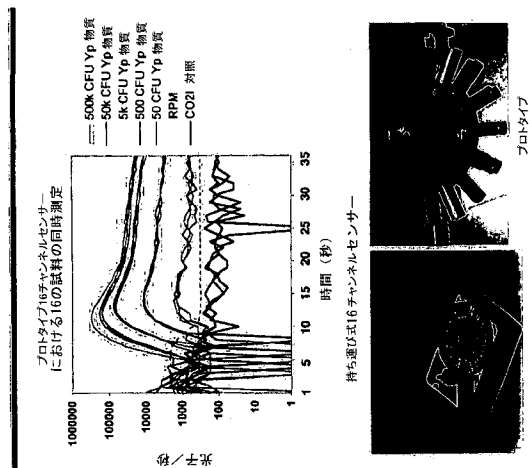 プロトタイプ16チャンネルセンサー
における16の試料の同時測定
光子/秒
1000000
100000
10000
1000
100
10
1
1
5
10
15
20
25
30
35
時間 (秒)
500k CFU Yp 物質
50k CFU Yp 物質
5k CFU Yp 物質
500 CFU Yp 物質
50 CFU Yp 物質
RPM
CO2I 対照
持ち運び式16チャンネルセンサー
プロトタイプ